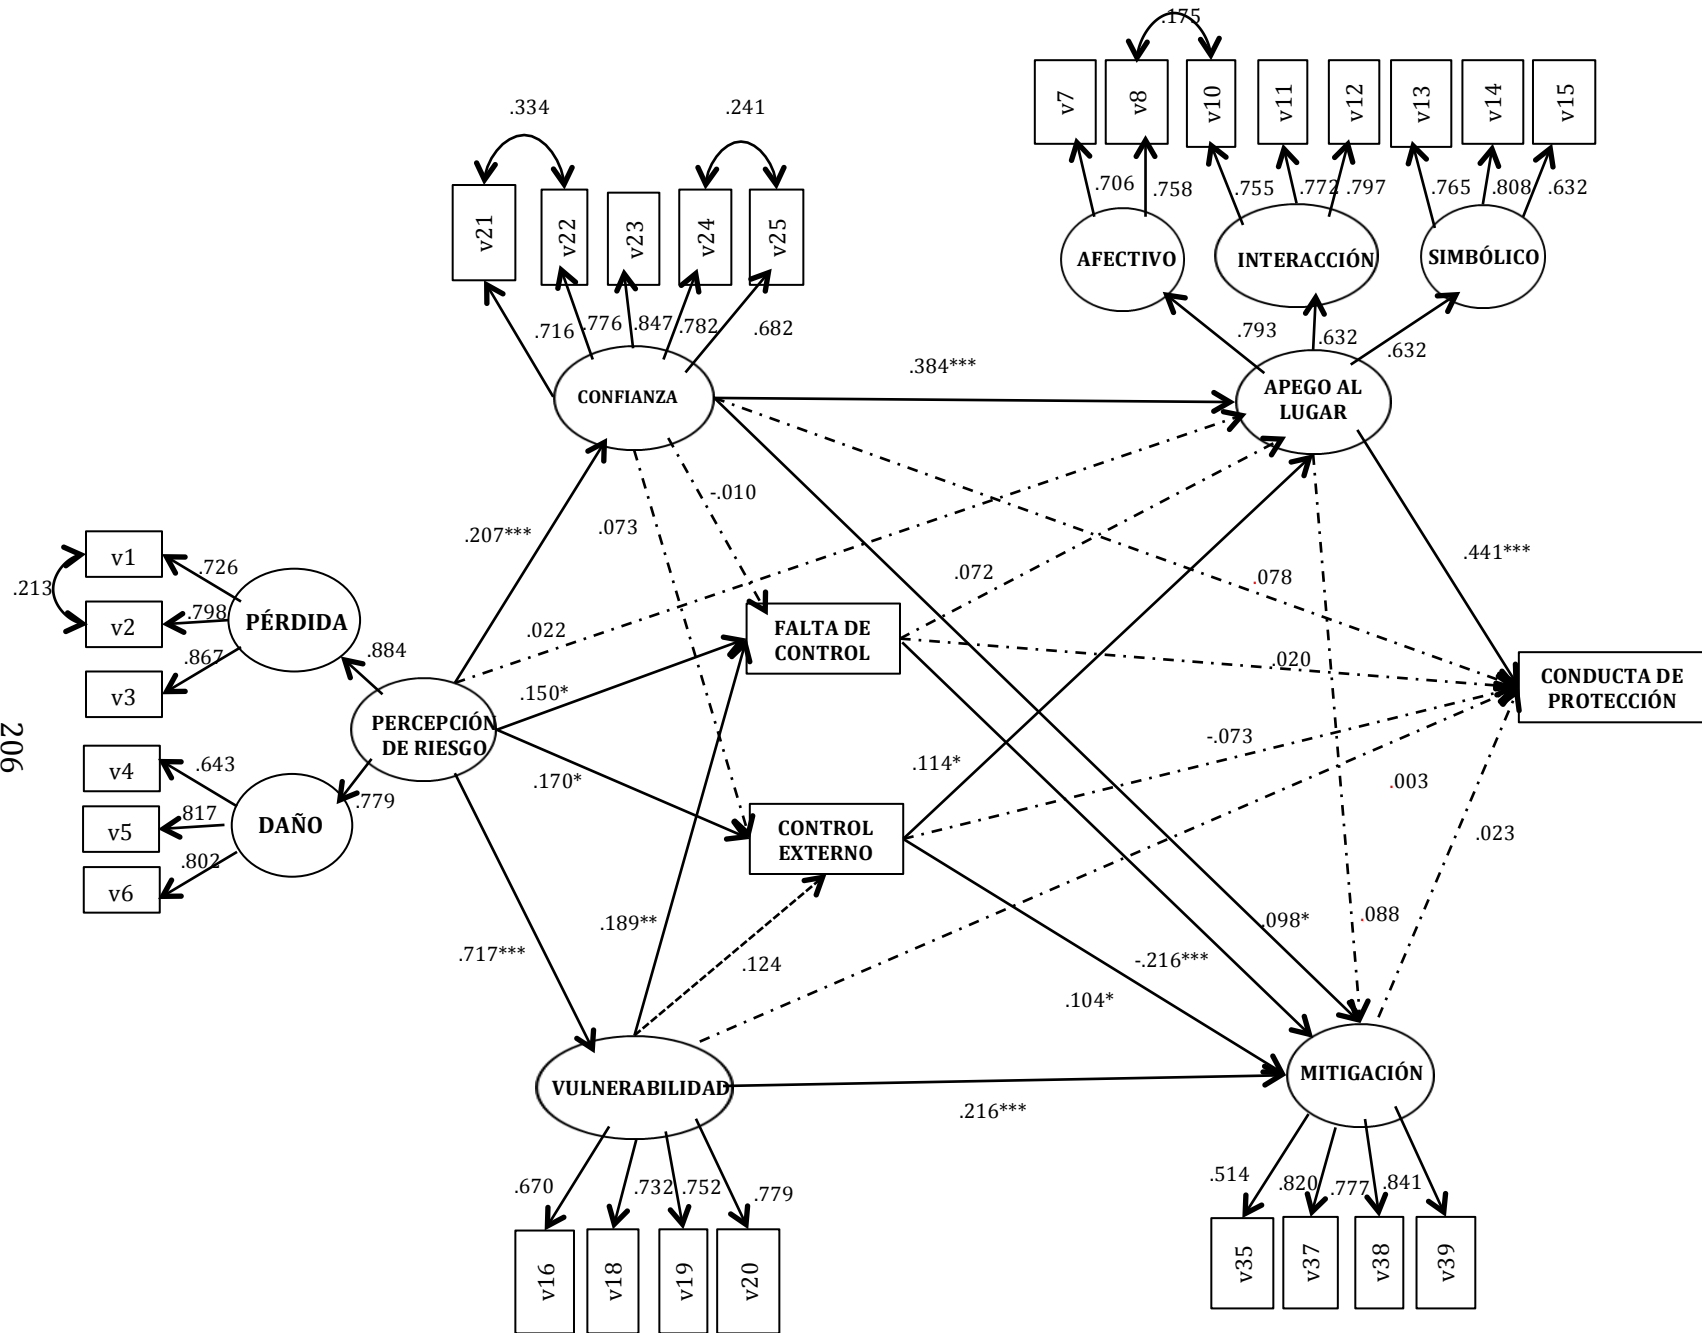 .175
v7
v8
v10
v11
v12
v13
v14
v15
.334
.241
v21
v22
v23
v24
v25
.706
.758
.755
.772
.797
.765
.808
.632
AFECTIVO
INTERACCIÓN
SIMBÓLICO
.716
.776
.847
.782
.682
.793
.632
.632
CONFIANZA
.384***
APEGO AL
LUGAR
-.010
.073
.207***
.441***
.072
.078
v1
v2
v3
.213
.726
.798
.867
PÉRDIDA
.884
.022
FALTA DE
CONTROL
.020
.150*
CONDUCTA DE
PROTECCIÓN
206
PERCEPCIÓN
DE RIESGO
-.073
v4
v5
v6
.643
.817
.802
DAÑO
.779
.170*
.114*
.003
CONTROL
EXTERNO
.023
.189**
.098*
.088
.717***
.124
-.216***
.104*
VULNERABILIDAD
MITIGACIÓN
.216***
.670
.732
.752
.779
.514
.820
.777
.841
v16
v18
v19
v20
v35
v37
v38
v39